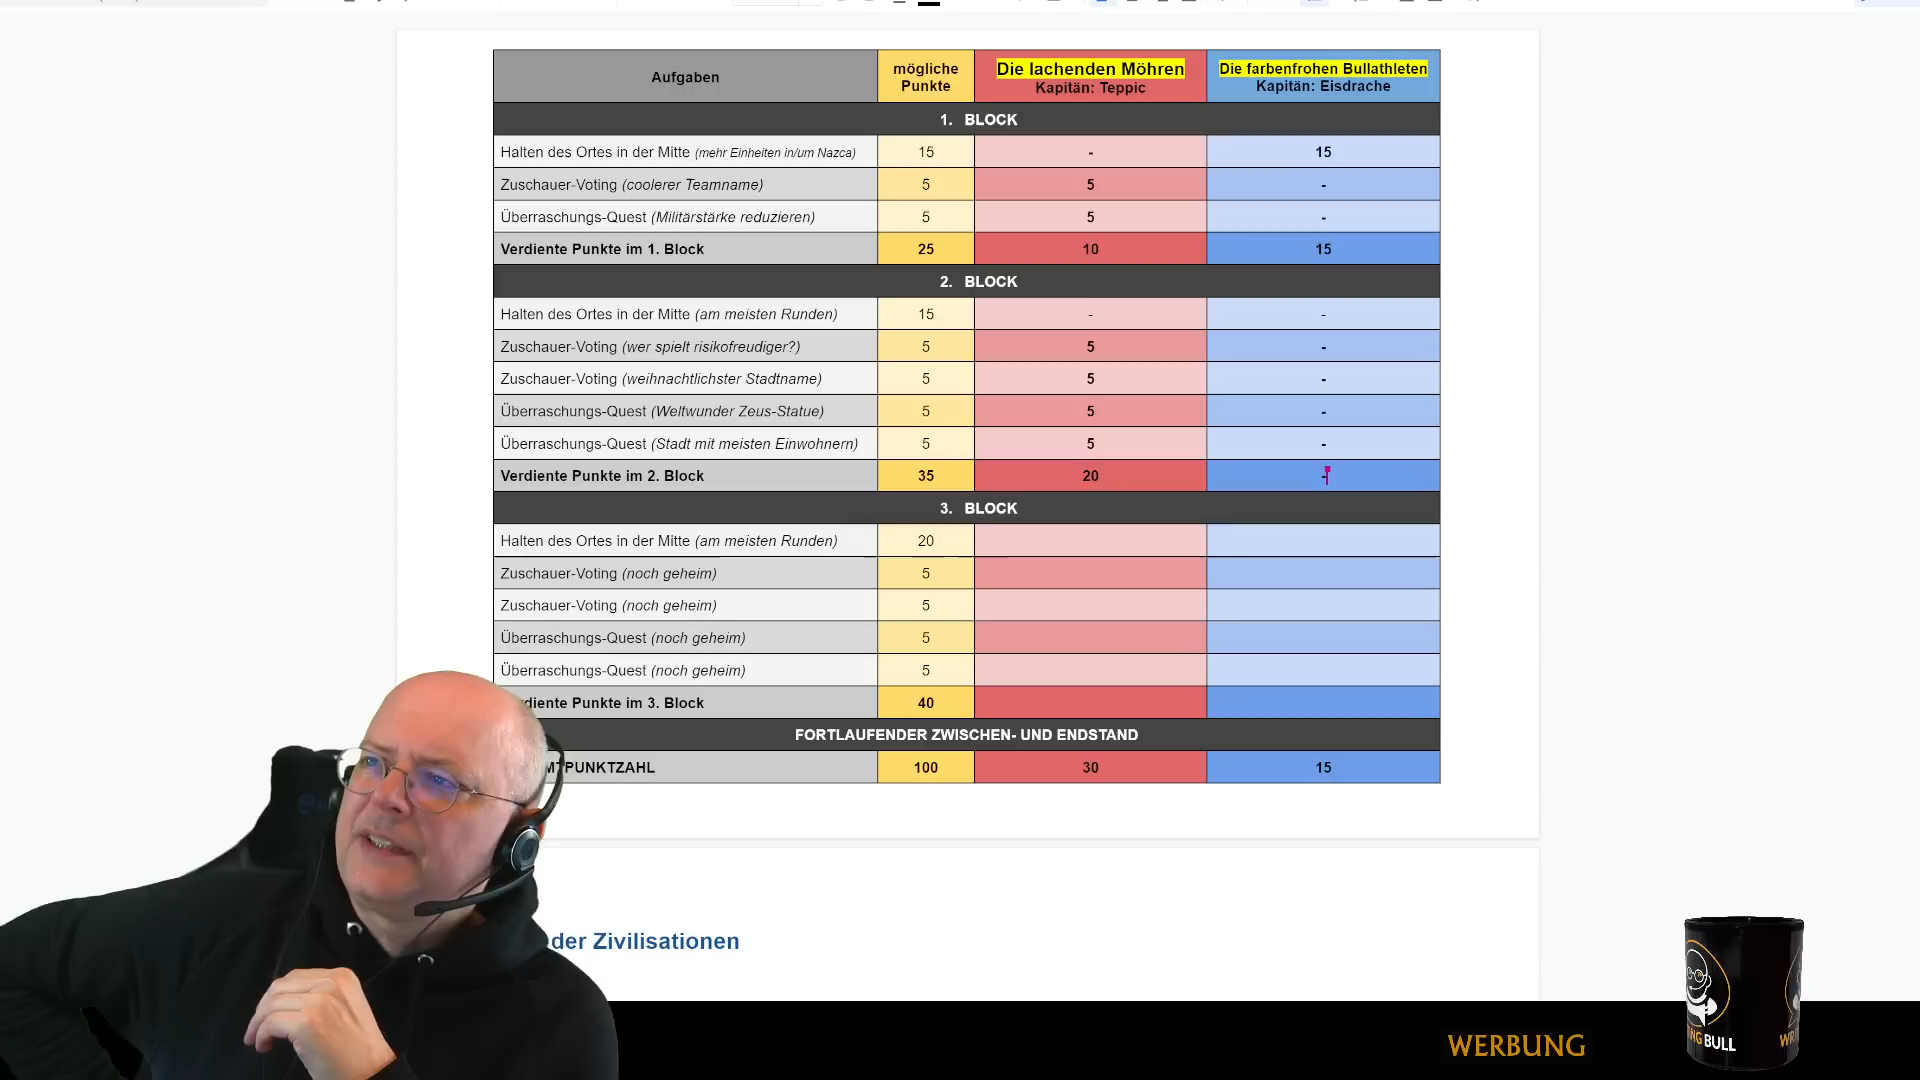 Aufgaben
mögliche Punkte
Die lachenden Möhren
Kapitän: Teppic
Die farbenfrohen Bullathleten
Kapitän: Eisdrache
1. BLOCK
Halten des Ortes in der Mitte (mehr Einheiten in/um Nazca) 15 - 15
Zuschauer-Voting (coolerer Teamname) 5 5 -
Überraschungs-Quest (Militärstärke reduzieren) 5 5 -
Verdiente Punkte im 1. Block 25 10 15
2. BLOCK
Halten des Ortes in der Mitte (am meisten Runden) 15 - -
Zuschauer-Voting (wer spielt risikofreudiger?) 5 5 -
Zuschauer-Voting (weihnachtlichster Stadtname) 5 5 -
Überraschungs-Quest (Weltwunder Zeus-Statue) 5 5 -
Überraschungs-Quest (Stadt mit meisten Einwohnern) 5 5 -
Verdiente Punkte im 2. Block 35 20 -
3. BLOCK
Halten des Ortes in der Mitte (am meisten Runden) 20
Zuschauer-Voting (noch geheim) 5
Zuschauer-Voting (noch geheim) 5
Überraschungs-Quest (noch geheim) 5
Überraschungs-Quest (noch geheim) 5
diente Punkte im 3. Block 40
FORTLAUFENDER ZWISCHEN- UND ENDSTAND
MTPUNKTZAHL 100 30 15
der Zivilisationen
WERBUNG
NG BULL
WR